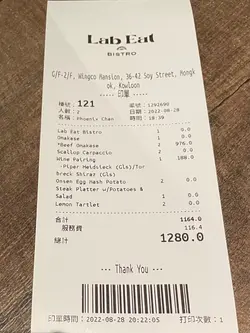 Lab Eat
BISTRO
G/F-2/F, Wingco Mansion, 36-42 Soy Street, Mongk
ok, Kowloon
----- 印單 -----
檯號: 121 單號: 1292690
人數: 2 日期: 2022-08-28
名稱: Phoenix Chan 時間: 18:39
Lab Eat Bistro 1 0.0
Omakase 2 0.0
*Beef Omakase 2 976.0
Scallop Carpaccio 2 0.0
Wine Pairing 1 188.0
- Piper Heidsieck (Gls)/Tor
breck Shiraz (Gls)
Onsen Egg Hash Potato 2 0.0
Steak Platter w/Potatoes &
Salad 1 0.0
Lemon Tartlet 2 0.0
合計 1164.0
服務費 116.4
總計 1280.0
--- Thank You ---
印單時間: 2022-08-28 20:22:05 打印次數: 1